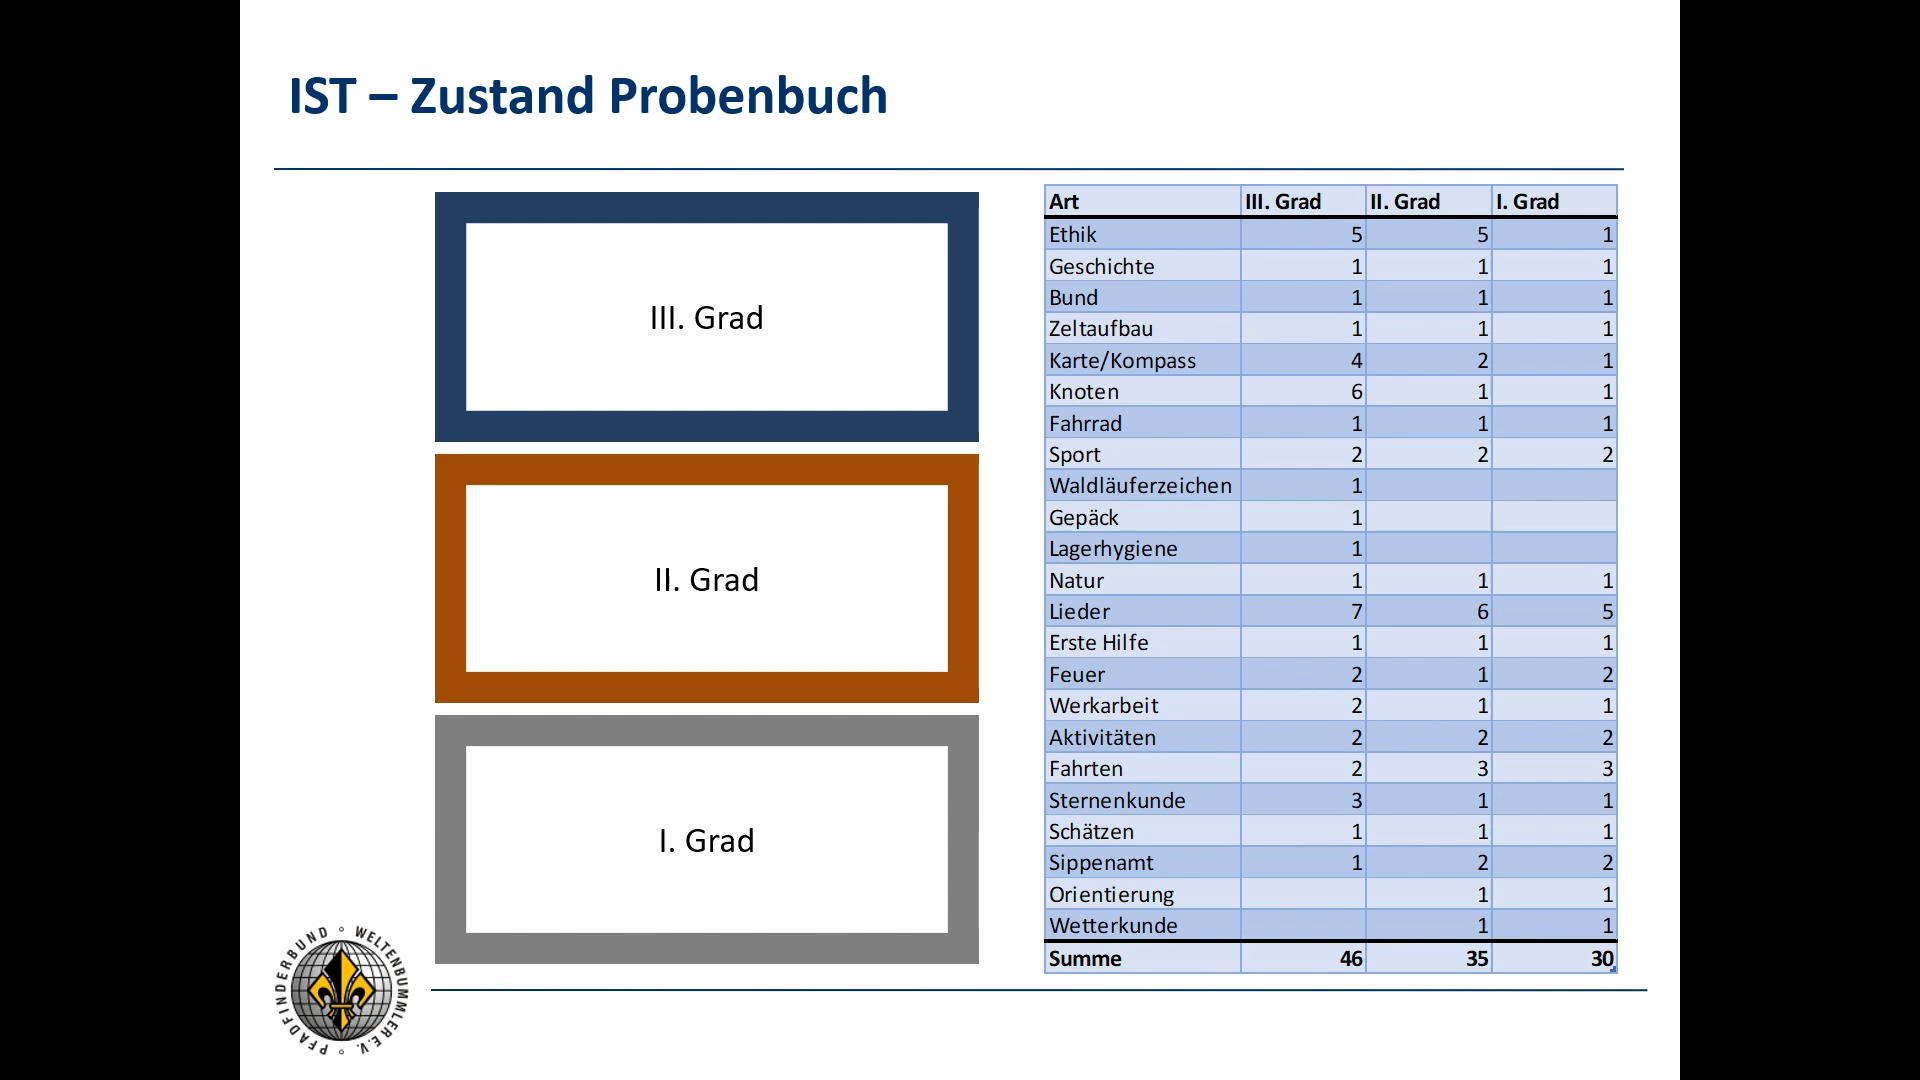 IST – Zustand Probenbuch
III. Grad
II. Grad
I. Grad
Art III. Grad II. Grad I. Grad
Ethik 5 5 1
Geschichte 1 1 1
Bund 1 1 1
Zeltaufbau 1 1 1
Karte/Kompass 4 2 1
Knoten 6 1 1
Fahrrad 1 1 1
Sport 2 2 2
Waldläuferzeichen 1
Gepäck 1
Lagerhygiene 1
Natur 1 1 1
Lieder 7 6 5
Erste Hilfe 1 1 1
Feuer 2 1 2
Werkarbeit 2 1 1
Aktivitäten 2 2 2
Fahrten 2 3 3
Sternenkunde 3 1 1
Schätzen 1 1 1
Sippenamt 1 2 2
Orientierung 1 1
Wetterkunde 1 1
Summe 46 35 30
PFADFINDERBUND ° WELTENBUMMLER E.V. °